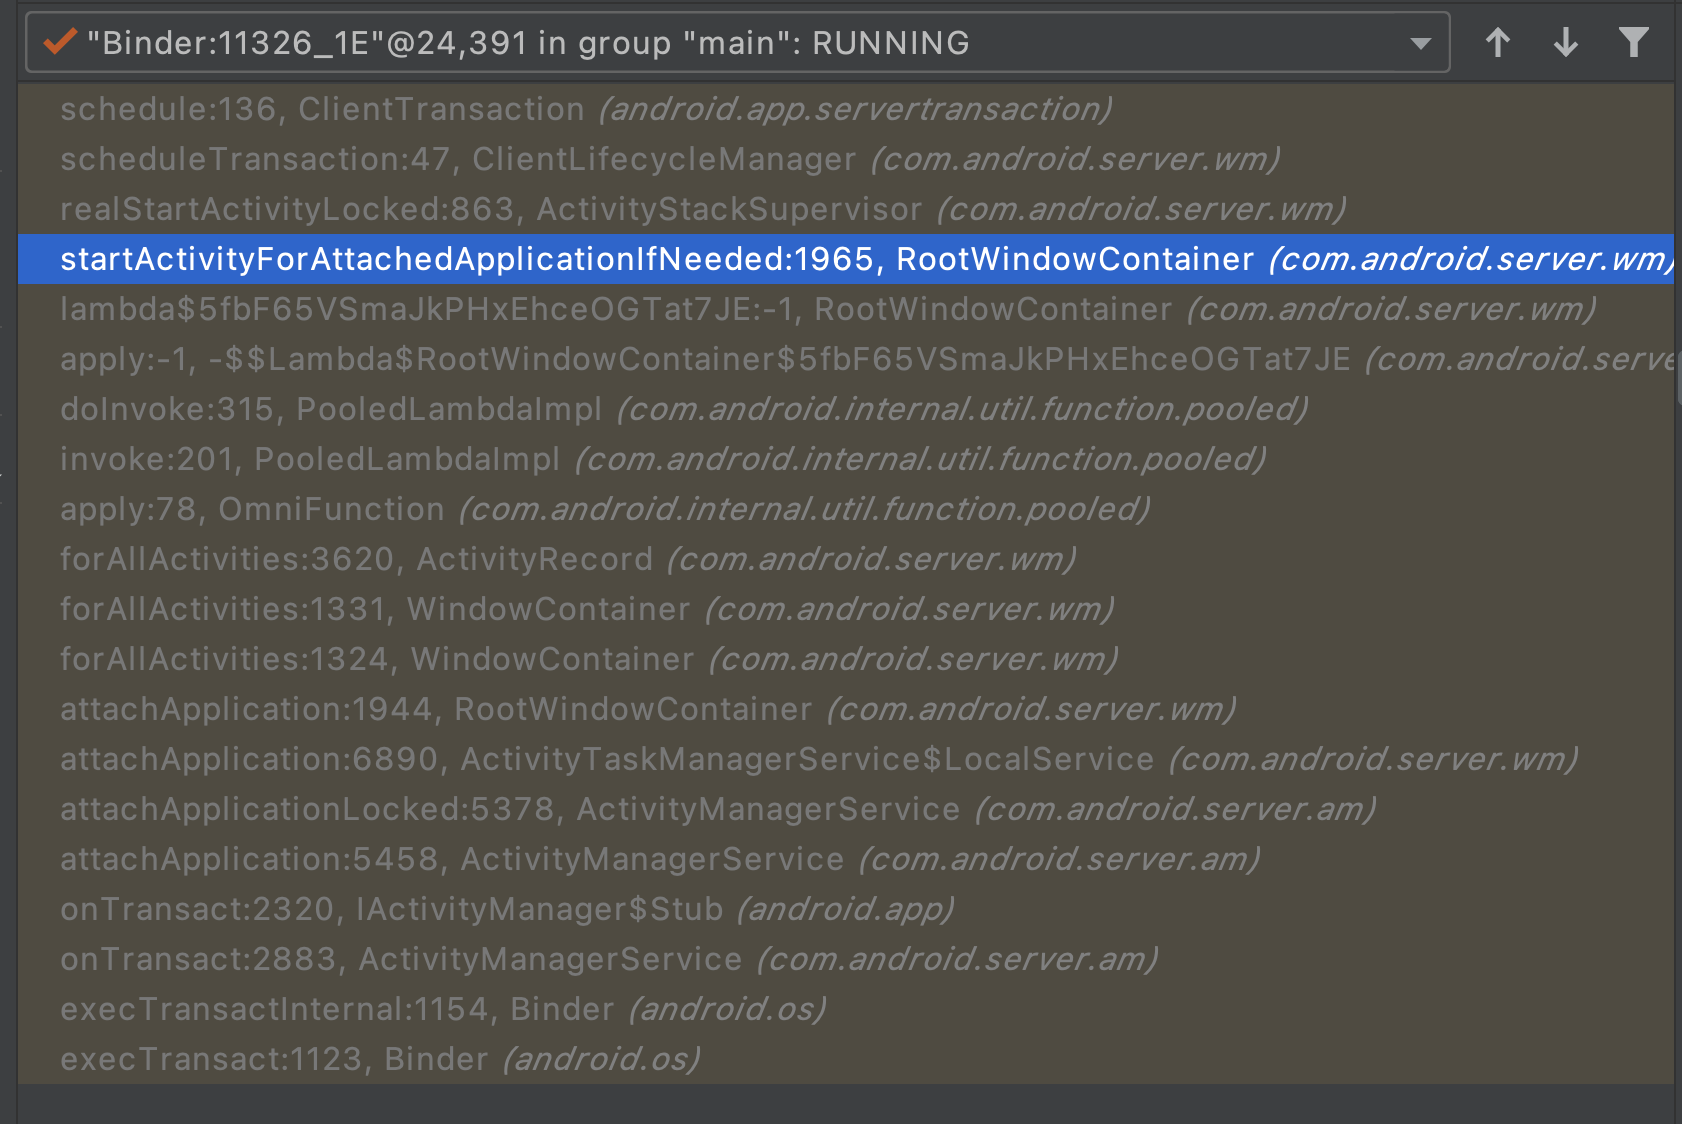 "Binder:11326_1E"@24,391 in group "main": RUNNING
schedule:136, ClientTransaction (android.app.servertransaction)
scheduleTransaction:47, ClientLifecycleManager (com.android.server.wm)
realStartActivityLocked:863, ActivityStackSupervisor (com.android.server.wm)
startActivityForAttachedApplicationIfNeeded:1965, RootWindowContainer (com.android.server.wm)
lambda$5fbF65VSmaJkPHxEhceOGTat7JE:-1, RootWindowContainer (com.android.server.wm)
apply:-1, -$$Lambda$RootWindowContainer$5fbF65VSmaJkPHxEhceOGTat7JE (com.android.serve
doInvoke:315, PooledLambdaImpl (com.android.internal.util.function.pooled)
invoke:201, PooledLambdaImpl (com.android.internal.util.function.pooled)
apply:78, OmniFunction (com.android.internal.util.function.pooled)
forAllActivities:3620, ActivityRecord (com.android.server.wm)
forAllActivities:1331, WindowContainer (com.android.server.wm)
forAllActivities:1324, WindowContainer (com.android.server.wm)
attachApplication:1944, RootWindowContainer (com.android.server.wm)
attachApplication:6890, ActivityTaskManagerService$LocalService (com.android.server.wm)
attachApplicationLocked:5378, ActivityManagerService (com.android.server.am)
attachApplication:5458, ActivityManagerService (com.android.server.am)
onTransact:2320, IActivityManager$Stub (android.app)
onTransact:2883, ActivityManagerService (com.android.server.am)
execTransactInternal:1154, Binder (android.os)
execTransact:1123, Binder (android.os)